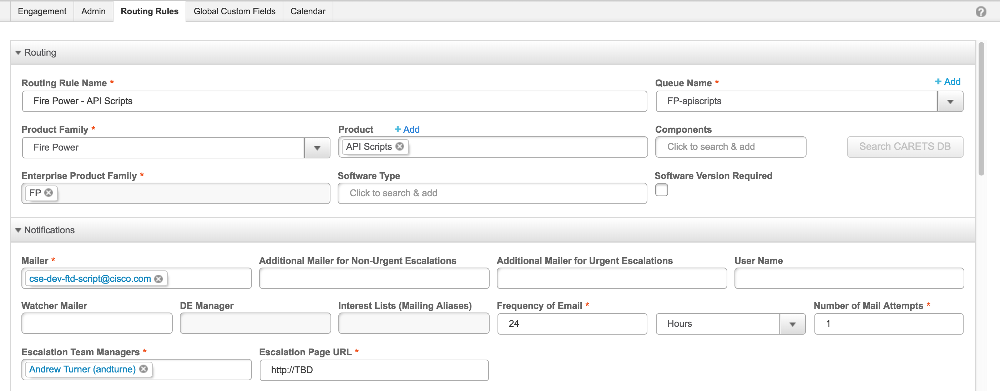 Engagement Admin Routing Rules Global Custom Fields Calendar ?
Routing
Routing Rule Name * Queue Name * + Add
Fire Power - API Scripts FP-apiscripts
Product Family * Product + Add Components
Fire Power API Scripts Click to search & add Search CARETS DB
Enterprise Product Family * Software Type Software Version Required
FP Click to search & add
Notifications
Mailer * Additional Mailer for Non-Urgent Escalations Additional Mailer for Urgent Escalations User Name
cse-dev-ftd-script@cisco.com
Watcher Mailer DE Manager Interest Lists (Mailing Aliases) Frequency of Email * Number of Mail Attempts *
24 Hours 1
Escalation Team Managers * Escalation Page URL *
Andrew Turner (andturne) http://TBD